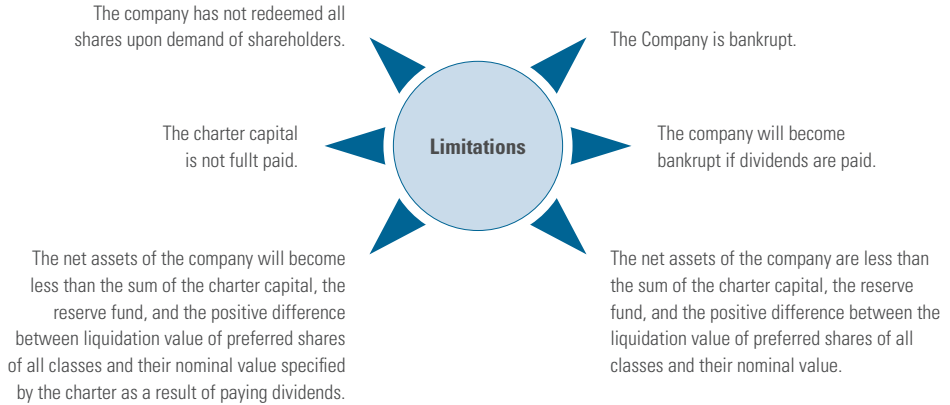 The company has not redeemed all
shares upon demand of shareholders.
The Company is bankrupt.
The charter capital
is not fullt paid.
Limitations
The company will become
bankrupt if dividends are paid.
The net assets of the company will become
less than the sum of the charter capital, the
reserve fund, and the positive difference
between liquidation value of preferred shares
of all classes and their nominal value specified
by the charter as a result of paying dividends.
The net assets of the company are less than
the sum of the charter capital, the reserve
fund, and the positive difference between the
liquidation value of preferred shares of all
classes and their nominal value.